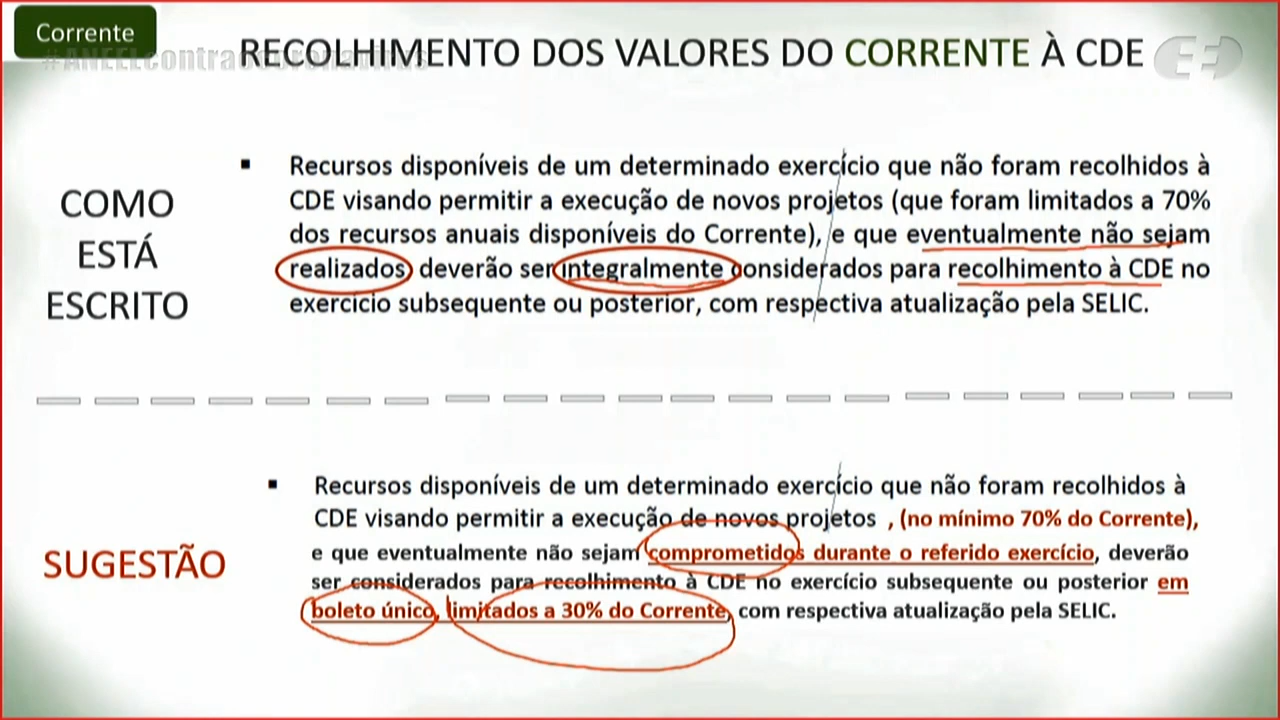 Corrente
#ANEELcontraocoronavírus
RECOLHIMENTO DOS VALORES DO CORRENTE À CDE
COMO
ESTÁ
ESCRITO
▪ Recursos disponíveis de um determinado exercício que não foram recolhidos à
CDE visando permitir a execução de novos projetos (que foram limitados a 70%
dos recursos anuais disponíveis do Corrente), e que eventualmente não sejam
realizados deverão ser integralmente considerados para recolhimento à CDE no
exercício subsequente ou posterior, com respectiva atualização pela SELIC.
SUGESTÃO
▪ Recursos disponíveis de um determinado exercício que não foram recolhidos à
CDE visando permitir a execução de novos projetos , (no mínimo 70% do Corrente),
e que eventualmente não sejam comprometidos durante o referido exercício, deverão
ser considerados para recolhimento à CDE no exercício subsequente ou posterior em
boleto único, limitados a 30% do Corrente, com respectiva atualização pela SELIC.